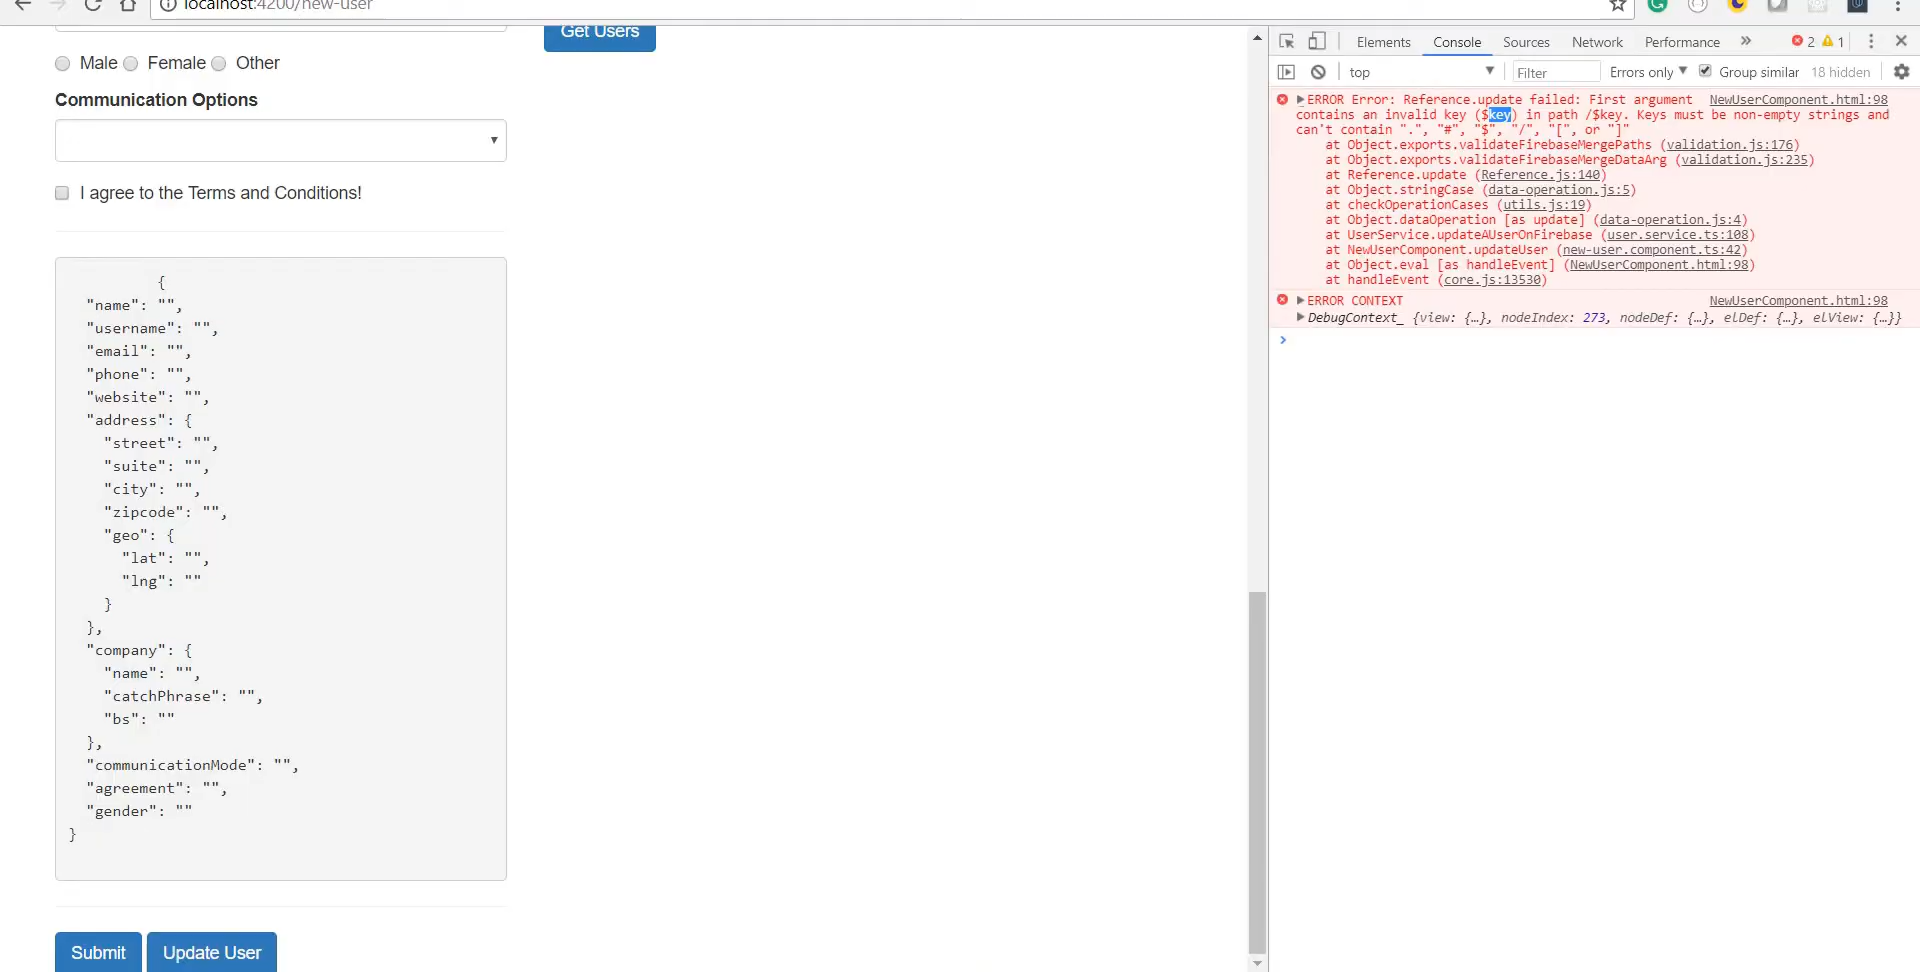 localhost:4200/new-user
Get Users
Male Female Other
Communication Options
I agree to the Terms and Conditions!
{
"name": "",
"username": "",
"email": "",
"phone": "",
"website": "",
"address": {
"street": "",
"suite": "",
"city": "",
"zipcode": "",
"geo": {
"lat": "",
"lng": ""
}
},
"company": {
"name": "",
"catchPhrase": "",
"bs": ""
},
"communicationMode": "",
"agreement": "",
"gender": ""
}
Submit Update User
Elements Console Sources Network Performance » 2 1
top Filter Errors only Group similar 18 hidden
ERROR Error: Reference.update failed: First argument NewUserComponent.html:98
contains an invalid key ($key) in path /$key. Keys must be non-empty strings and
can't contain ".", "#", "$", "/", "[", or "]"
at Object.exports.validateFirebaseMergePaths (validation.js:176)
at Object.exports.validateFirebaseMergeDataArg (validation.js:235)
at Reference.update (Reference.js:140)
at Object.stringCase (data-operation.js:5)
at checkOperationCases (utils.js:19)
at Object.dataOperation [as update] (data-operation.js:4)
at UserService.updateAUserOnFirebase (user.service.ts:108)
at NewUserComponent.updateUser (new-user.component.ts:42)
at Object.eval [as handleEvent] (NewUserComponent.html:98)
at handleEvent (core.js:13530)
ERROR CONTEXT NewUserComponent.html:98
DebugContext_ {view: {…}, nodeIndex: 273, nodeDef: {…}, elDef: {…}, elView: {…}}